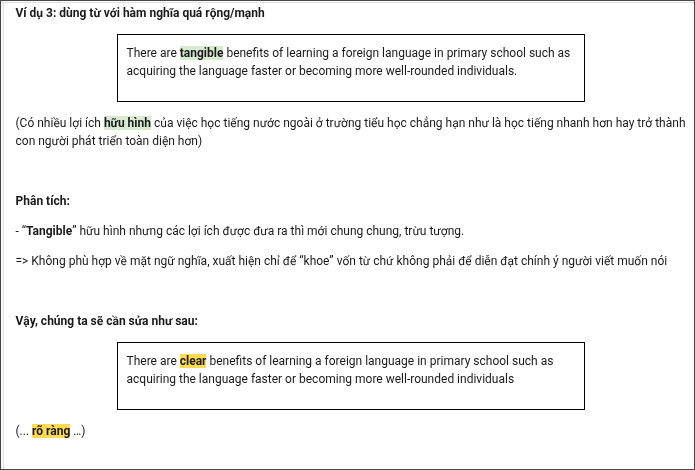 Ví dụ 3: dùng từ với hàm nghĩa quá rộng/mạnh
There are tangible benefits of learning a foreign language in primary school such as
acquiring the language faster or becoming more well-rounded individuals.
(Có nhiều lợi ích hữu hình của việc học tiếng nước ngoài ở trường tiểu học chẳng hạn như là học tiếng nhanh hơn hay trở thành
con người phát triển toàn diện hơn)
Phân tích:
- “Tangible” hữu hình nhưng các lợi ích được đưa ra thì mới chung chung, trừu tượng.
=> Không phù hợp về mặt ngữ nghĩa, xuất hiện chỉ để “khoe” vốn từ chứ không phải để diễn đạt chính ý người viết muốn nói
Vậy, chúng ta sẽ cần sửa như sau:
There are clear benefits of learning a foreign language in primary school such as
acquiring the language faster or becoming more well-rounded individuals
(... rõ ràng ...)